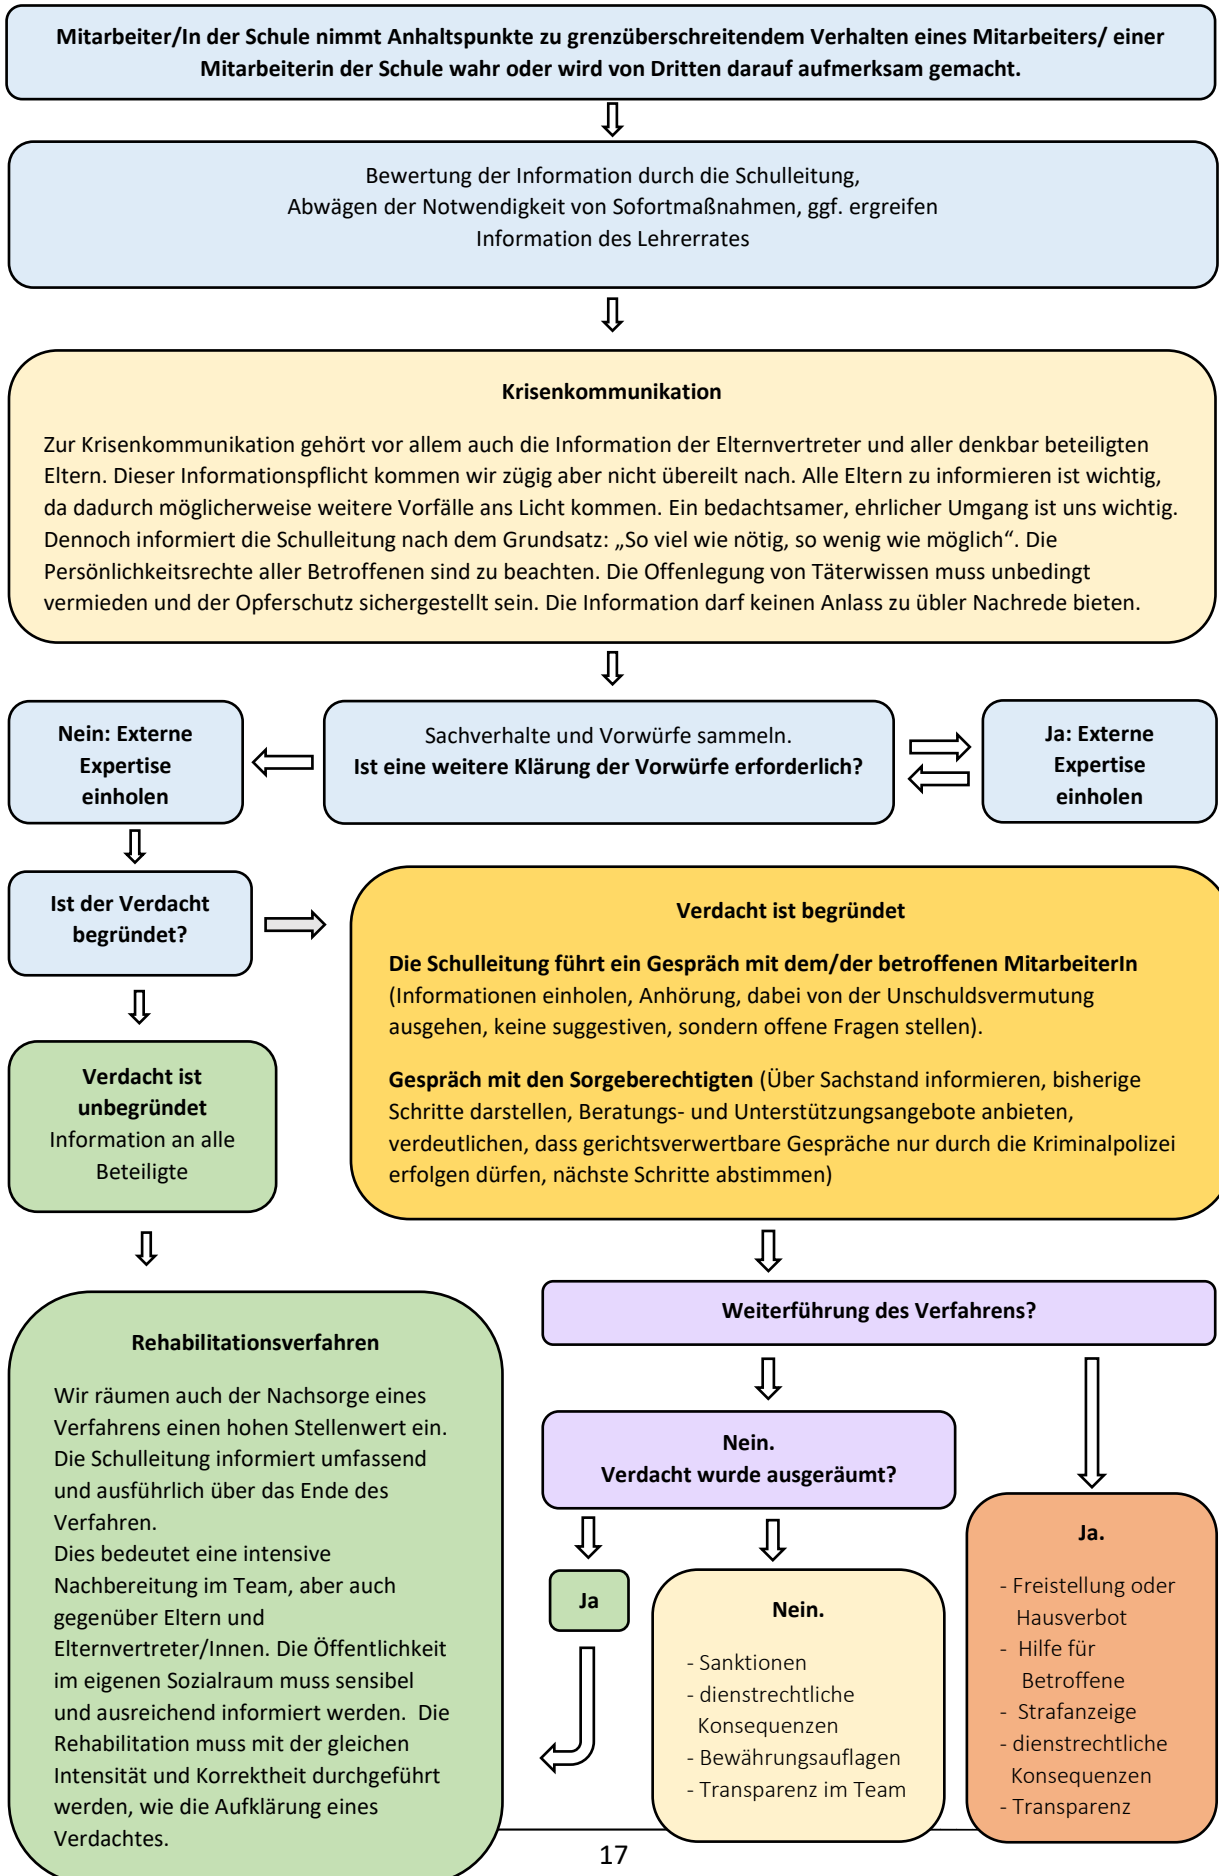 Mitarbeiter/In der Schule nimmt Anhaltspunkte zu grenzüberschreitendem Verhalten eines Mitarbeiters/ einer
Mitarbeiterin der Schule wahr oder wird von Dritten darauf aufmerksam gemacht.
Bewertung der Information durch die Schulleitung,
Abwägen der Notwendigkeit von Sofortmaßnahmen, ggf. ergreifen
Information des Lehrerrates
Krisenkommunikation
Zur Krisenkommunikation gehört vor allem auch die Information der Elternvertreter und aller denkbar beteiligten
Eltern. Dieser Informationspflicht kommen wir zügig aber nicht übereilt nach. Alle Eltern zu informieren ist wichtig,
da dadurch möglicherweise weitere Vorfälle ans Licht kommen. Ein bedachtsamer, ehrlicher Umgang ist uns wichtig.
Dennoch informiert die Schulleitung nach dem Grundsatz: „So viel wie nötig, so wenig wie möglich“. Die
Persönlichkeitsrechte aller Betroffenen sind zu beachten. Die Offenlegung von Täterwissen muss unbedingt
vermieden und der Opferschutz sichergestellt sein. Die Information darf keinen Anlass zu übler Nachrede bieten.
Nein: Externe
Expertise
einholen
Sachverhalte und Vorwürfe sammeln.
Ist eine weitere Klärung der Vorwürfe erforderlich?
Ja: Externe
Expertise
einholen
Ist der Verdacht
begründet?
Verdacht ist begründet
Die Schulleitung führt ein Gespräch mit dem/der betroffenen MitarbeiterIn
(Informationen einholen, Anhörung, dabei von der Unschuldsvermutung
ausgehen, keine suggestiven, sondern offene Fragen stellen).
Gespräch mit den Sorgeberechtigten (Über Sachstand informieren, bisherige
Schritte darstellen, Beratungs- und Unterstützungsangebote anbieten,
verdeutlichen, dass gerichtsverwertbare Gespräche nur durch die Kriminalpolizei
erfolgen dürfen, nächste Schritte abstimmen)
Verdacht ist
unbegründet
Information an alle
Beteiligte
Rehabilitationsverfahren
Wir räumen auch der Nachsorge eines
Verfahrens einen hohen Stellenwert ein.
Die Schulleitung informiert umfassend
und ausführlich über das Ende des
Verfahren.
Dies bedeutet eine intensive
Nachbereitung im Team, aber auch
gegenüber Eltern und
Elternvertreter/Innen. Die Öffentlichkeit
im eigenen Sozialraum muss sensibel
und ausreichend informiert werden. Die
Rehabilitation muss mit der gleichen
Intensität und Korrektheit durchgeführt
werden, wie die Aufklärung eines
Verdachtes.
Weiterführung des Verfahrens?
Nein.
Verdacht wurde ausgeräumt?
Ja
Nein.
- Sanktionen
- dienstrechtliche
Konsequenzen
- Bewährungsauflagen
- Transparenz im Team
Ja.
- Freistellung oder
Hausverbot
- Hilfe für
Betroffene
- Strafanzeige
- dienstrechtliche
Konsequenzen
- Transparenz
17